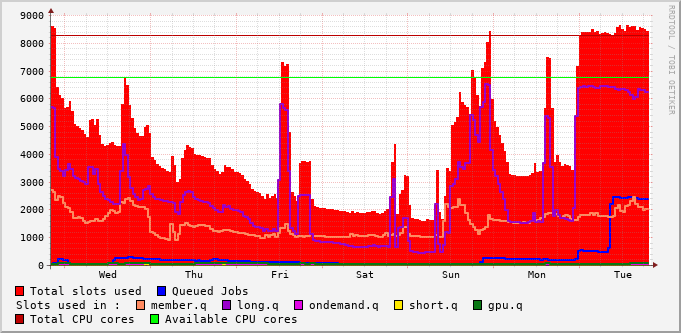 9000
8000
7000
6000
5000
4000
3000
2000
1000
0
Wed Thu Fri Sat Sun Mon Tue
RRDTOOL / TOBI OETIKER
Total slots used Queued Jobs
Slots used in : member.q long.q ondemand.q short.q gpu.q
Total CPU cores Available CPU cores